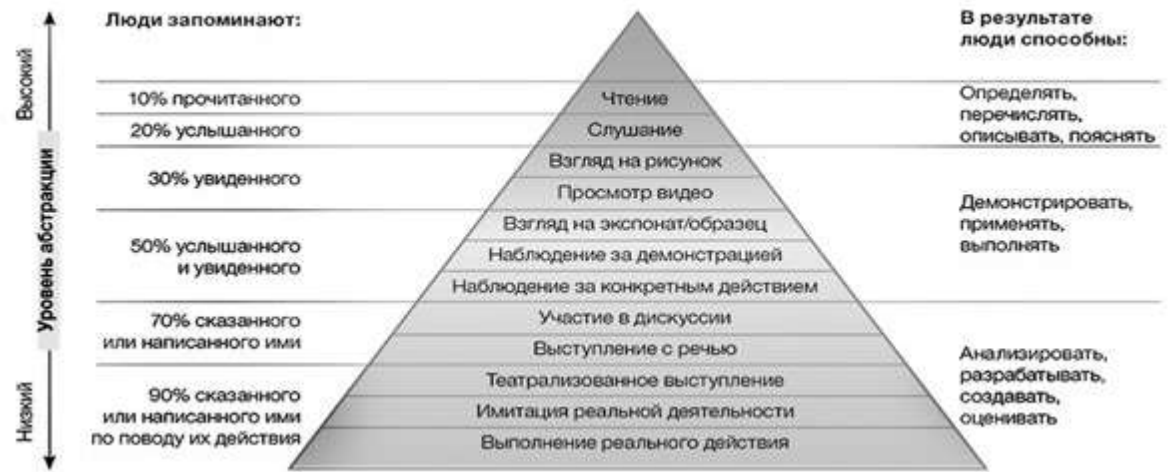 Люди запоминают:
В результате
люди способны:
Высокий
Уровень абстракции
Низкий
10% прочитанного
20% услышанного
30% увиденного
50% услышанного
и увиденного
70% сказанного
или написанного ими
90% сказанного
или написанного ими
по поводу их действия
Чтение
Слушание
Взгляд на рисунок
Просмотр видео
Взгляд на экспонат/образец
Наблюдение за демонстрацией
Наблюдение за конкретным действием
Участие в дискуссии
Выступление с речью
Театрализованное выступление
Имитация реальной деятельности
Выполнение реального действия
Определять,
перечислять,
описывать, пояснять
Демонстрировать,
применять,
выполнять
Анализировать,
разрабатывать,
создавать,
оценивать